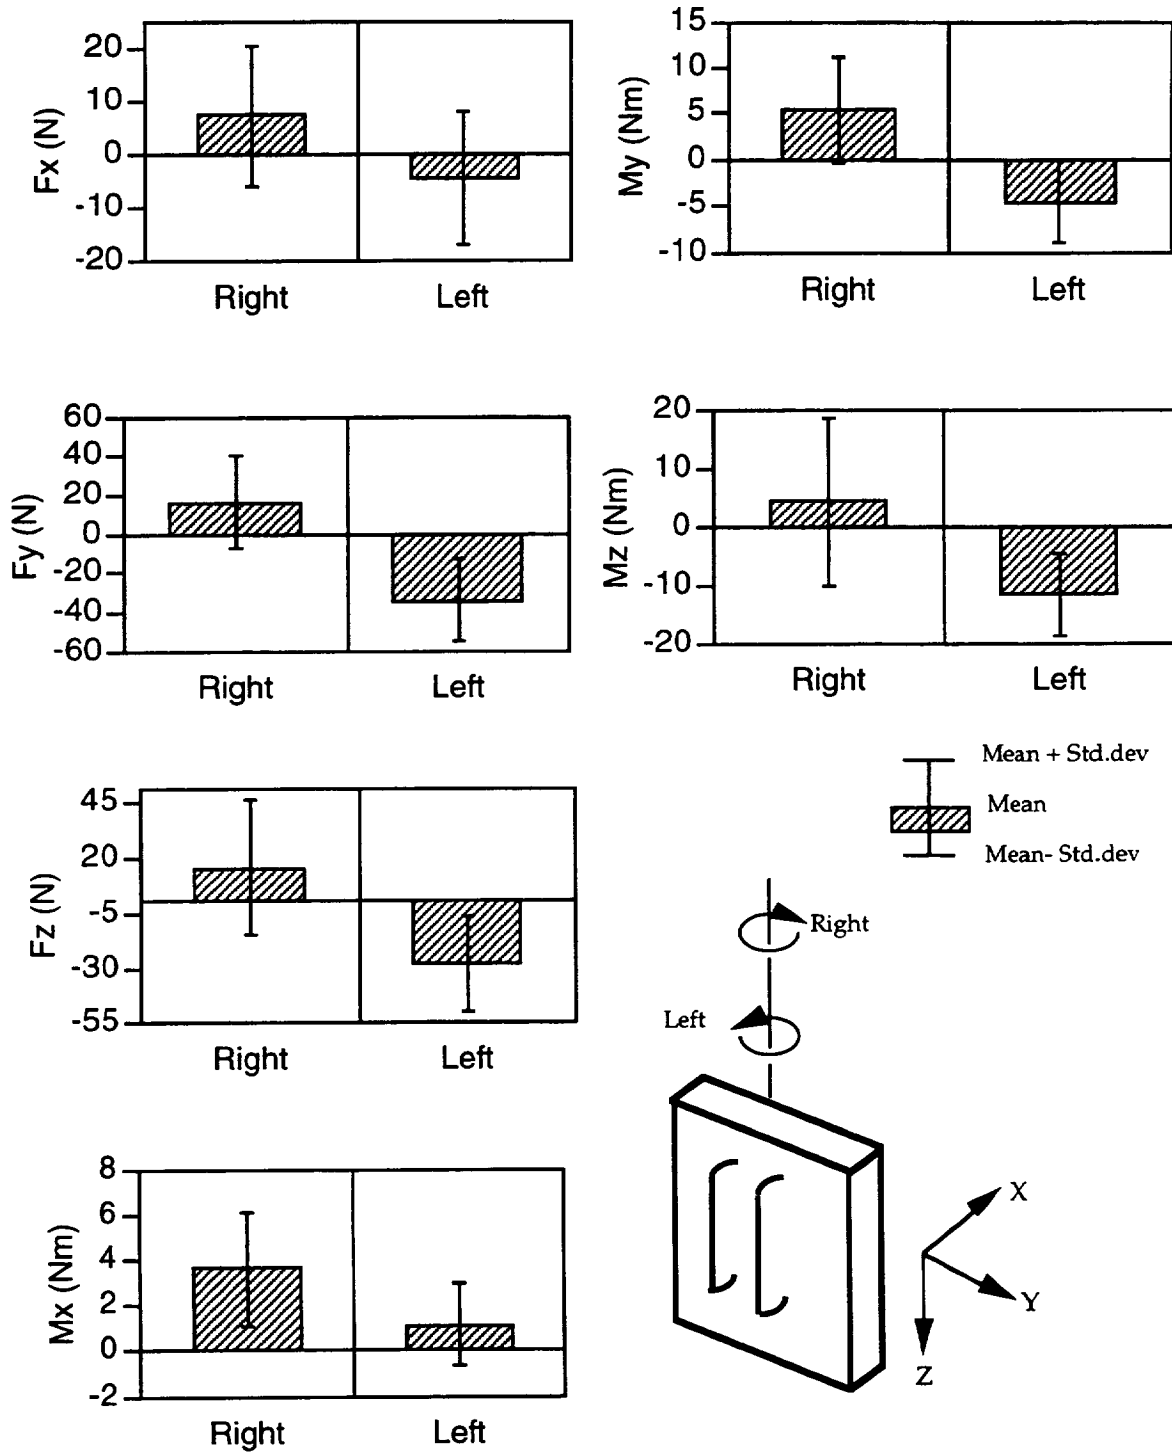 Fx (N)
20
10
0
-10
-20
Right Left
My (Nm)
15
10
5
0
-5
-10
Right Left
Fy (N)
60
40
20
0
-20
-40
-60
Right Left
Mz (Nm)
20
10
0
-10
-20
Right Left
Fz (N)
45
20
-5
-30
-55
Right Left
Mean + Std.dev
Mean
Mean- Std.dev
Right
Left
X
Y
Z
Mx (Nm)
8
6
4
2
0
-2
Right Left